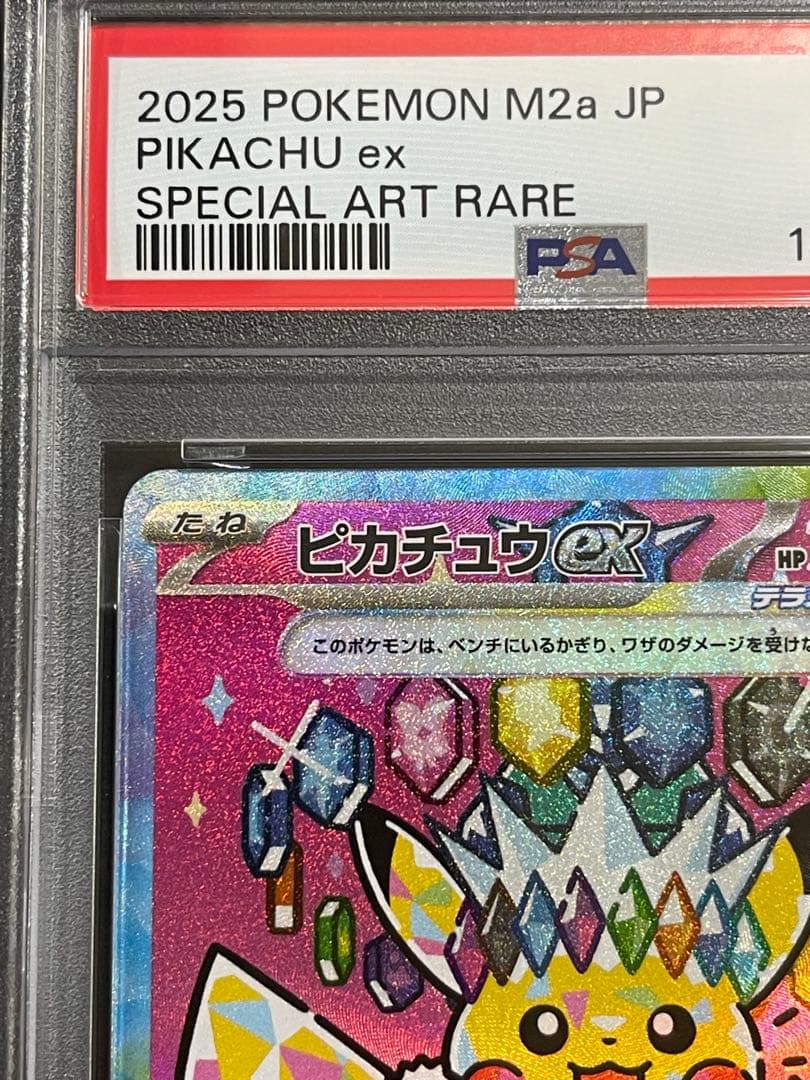 2025 POKEMON M2a JP
PIKACHU ex
SPECIAL ART RARE
PSA
1
たね
ピカチュウex
HP
テラ
このポケモンは、ベンチにいるかぎり、ワザのダメージを受けな